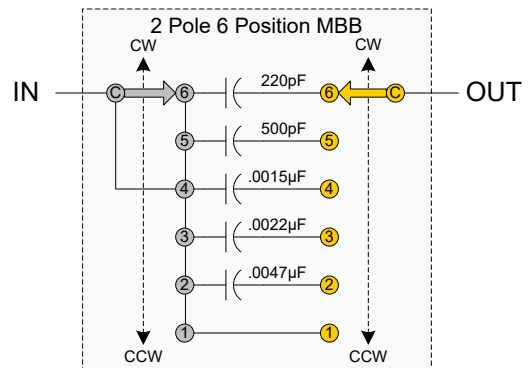 2 Pole 6 Position MBB
CW CW
IN C 6 220pF 6 C OUT
5 500pF 5
4 .0015µF 4
3 .0022µF 3
2 .0047µF 2
1 1
CCW CCW